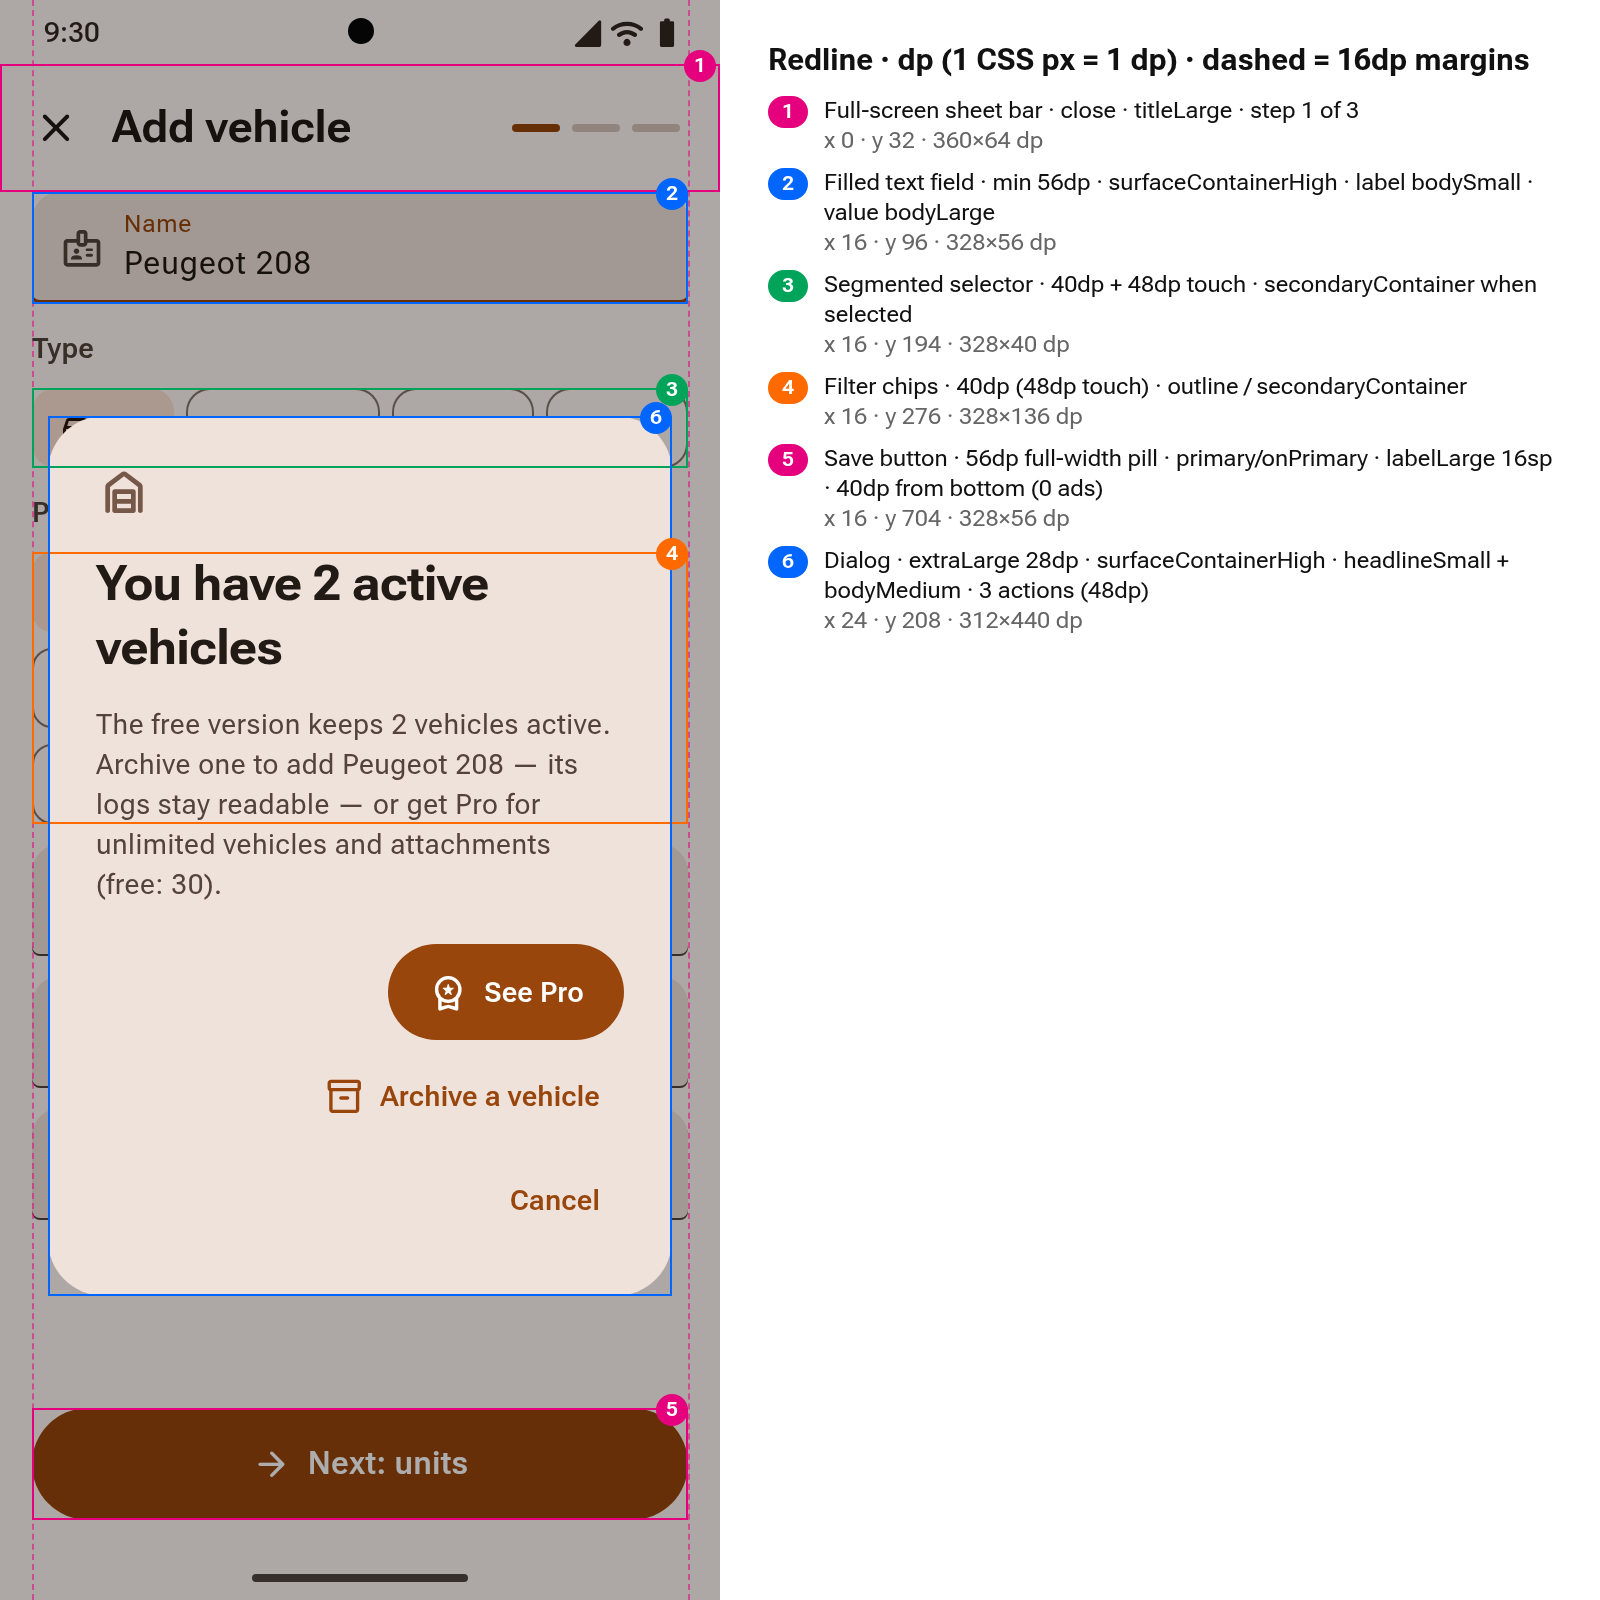 9:30
1
Add vehicle
2
Name
Peugeot 208
Type
3
6
P
4
You have 2 active
vehicles
The free version keeps 2 vehicles active.
Archive one to add Peugeot 208 — its
logs stay readable — or get Pro for
unlimited vehicles and attachments
(free: 30).
See Pro
Archive a vehicle
Cancel
5
Next: units
Redline · dp (1 CSS px = 1 dp) · dashed = 16dp margins
1 Full-screen sheet bar · close · titleLarge · step 1 of 3
x 0 · y 32 · 360×64 dp
2 Filled text field · min 56dp · surfaceContainerHigh · label bodySmall ·
value bodyLarge
x 16 · y 96 · 328×56 dp
3 Segmented selector · 40dp + 48dp touch · secondaryContainer when
selected
x 16 · y 194 · 328×40 dp
4 Filter chips · 40dp (48dp touch) · outline / secondaryContainer
x 16 · y 276 · 328×136 dp
5 Save button · 56dp full-width pill · primary/onPrimary · labelLarge 16sp
· 40dp from bottom (0 ads)
x 16 · y 704 · 328×56 dp
6 Dialog · extraLarge 28dp · surfaceContainerHigh · headlineSmall +
bodyMedium · 3 actions (48dp)
x 24 · y 208 · 312×440 dp